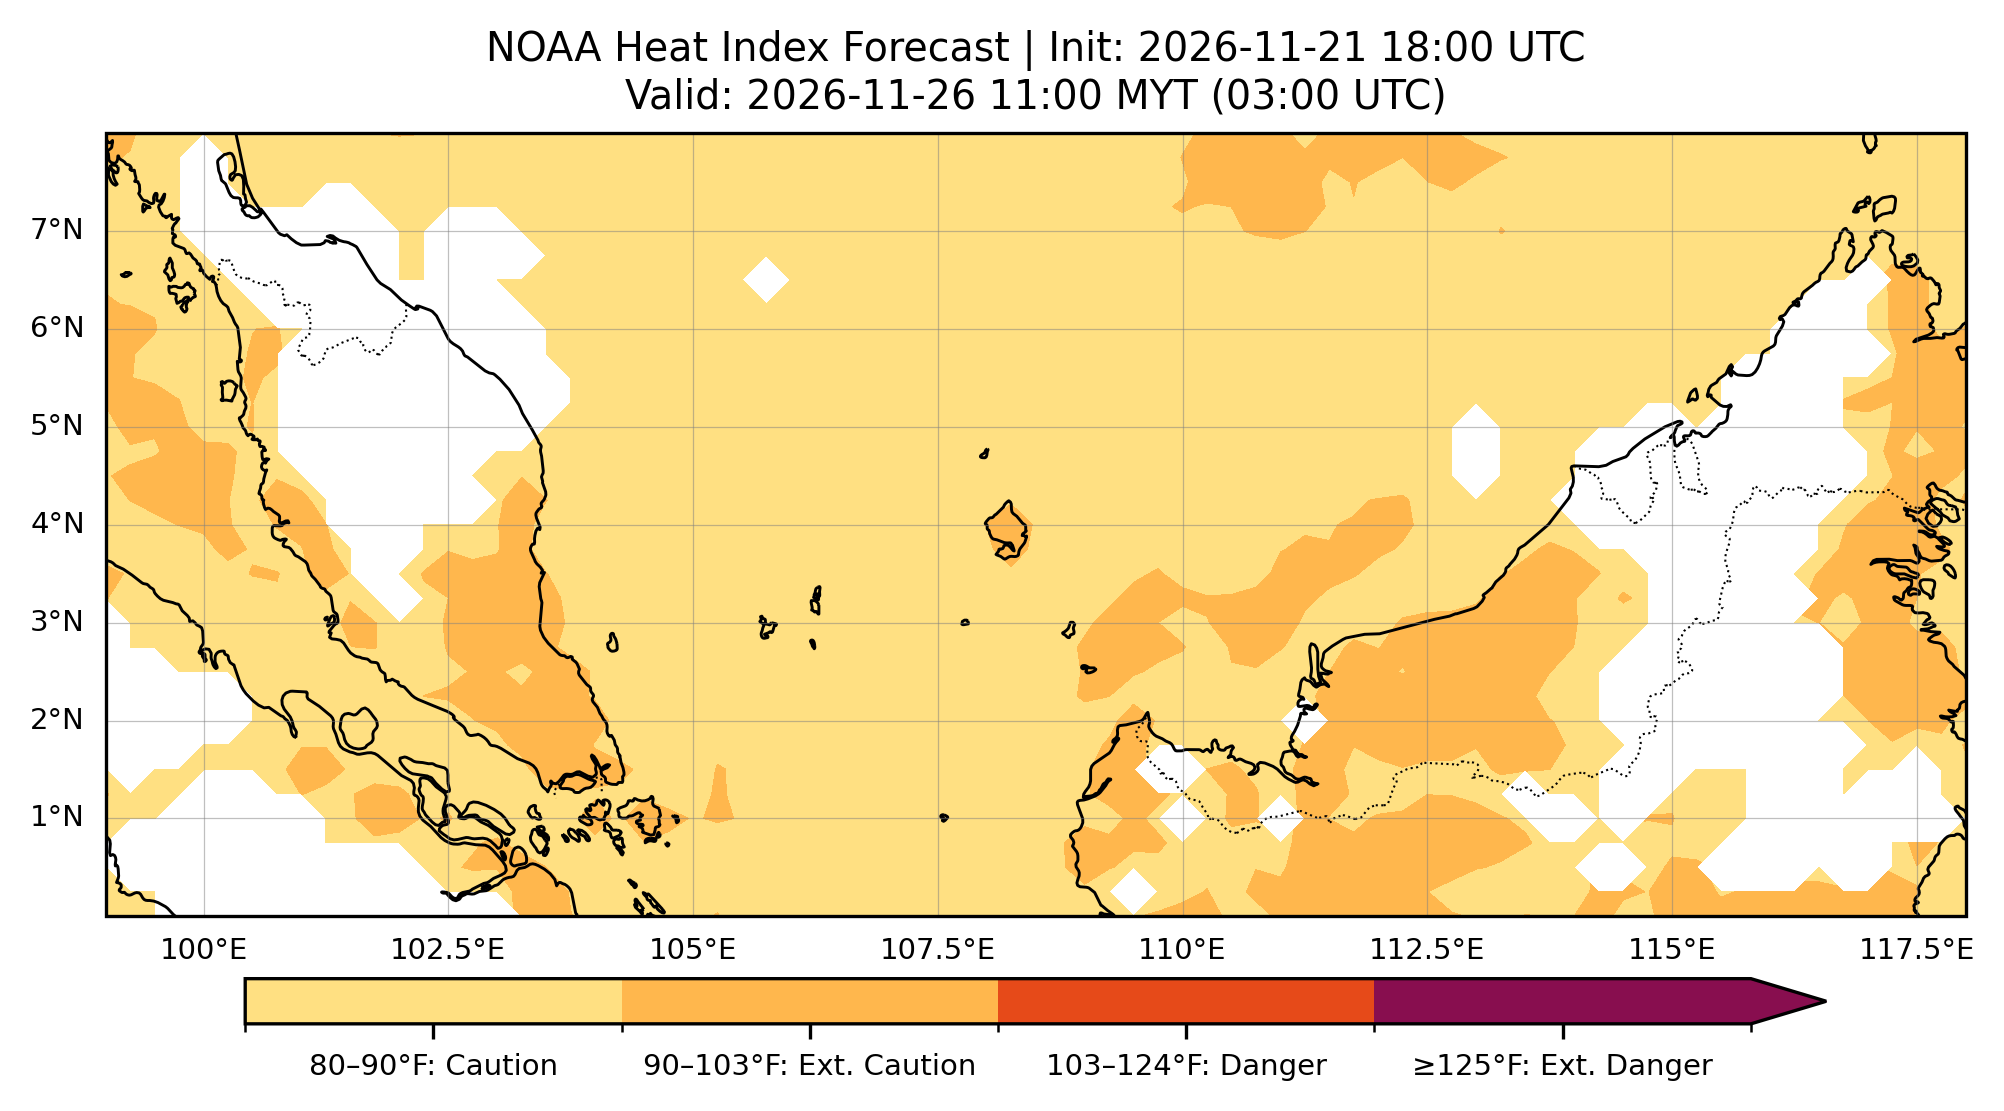 NOAA Heat Index Forecast | Init: 2026-11-21 18:00 UTC
Valid: 2026-11-26 11:00 MYT (03:00 UTC)
7°N
6°N
5°N
4°N
3°N
2°N
1°N
100°E
102.5°E
105°E
107.5°E
110°E
112.5°E
115°E
117.5°E
80–90°F: Caution
90–103°F: Ext. Caution
103–124°F: Danger
≥125°F: Ext. Danger